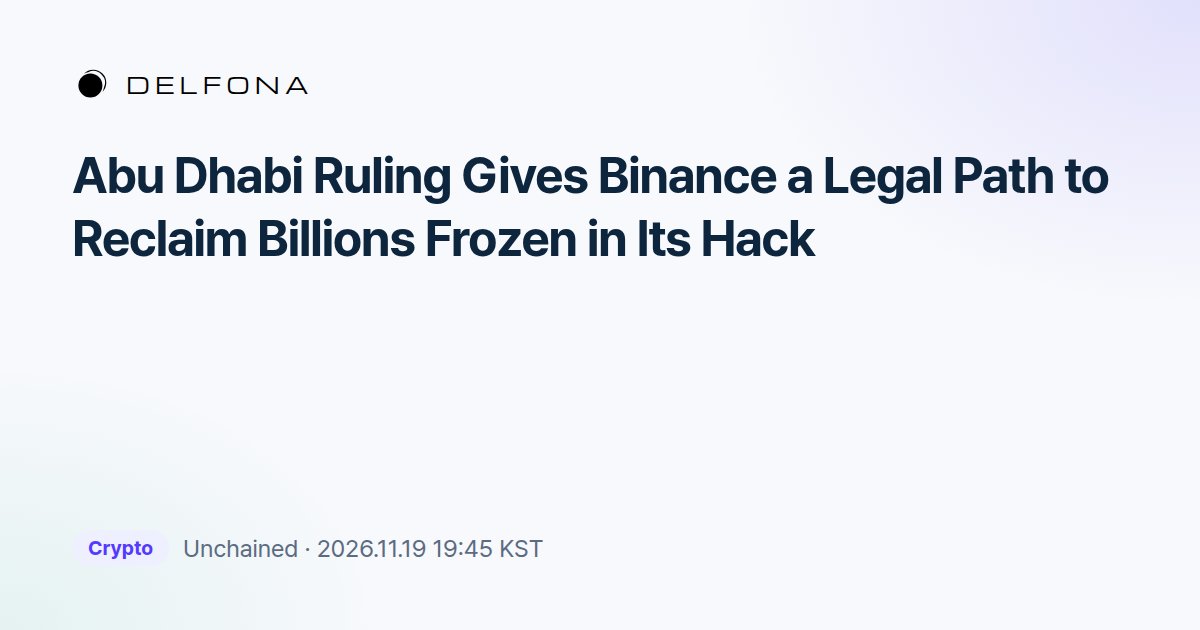 DELFONA
Abu Dhabi Ruling Gives Binance a Legal Path to
Reclaim Billions Frozen in Its Hack
Crypto
Unchained · 2026.11.19 19:45 KST